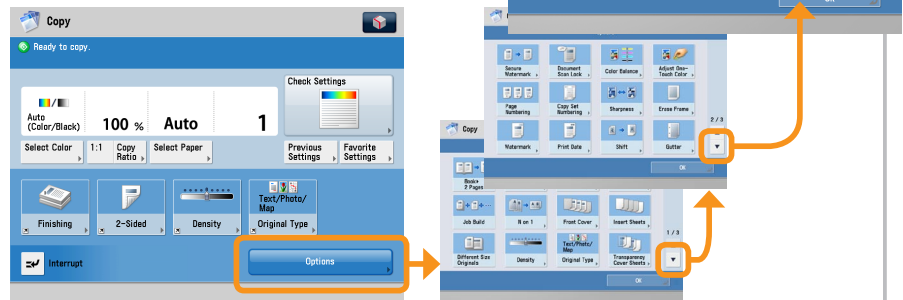 Copy
Ready to copy.
Check Settings
Auto
(Color/Black)
100 %
Auto
1
Select Color
1:1
Copy
Ratio
Select Paper
Previous
Settings
Favorite
Settings
Finishing
2-Sided
Density
Text/Photo/
Map
Original Type
Interrupt
Options
Copy
Book▸
2 Pages
Job Build
N on 1
Front Cover
Insert Sheets
Different Size
Originals
Density
Text/Photo/
Map
Original Type
Transparency
Cover Sheets
1 / 3
OK
Secure
Watermark
Document
Scan Lock
Color Balance
Adjust One-
Touch Color
Page
Numbering
Copy Set
Numbering
Sharpness
Erase Frame
Watermark
Print Date
Shift
Gutter
2 / 3
OK